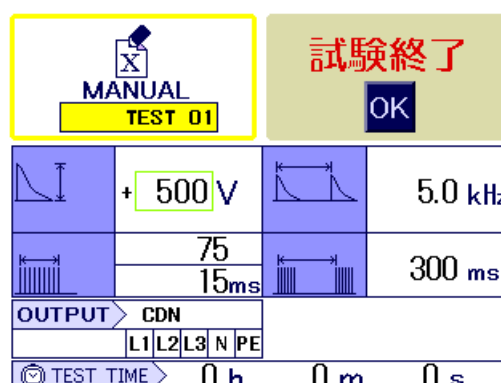 X
MANUAL
TEST 01
試験終了
OK
+ 500 V
5.0 kHz
75
15ms
300 ms
OUTPUT CDN
L1 L2 L3 N PE
TEST TIME 0 h 0 m 0 s